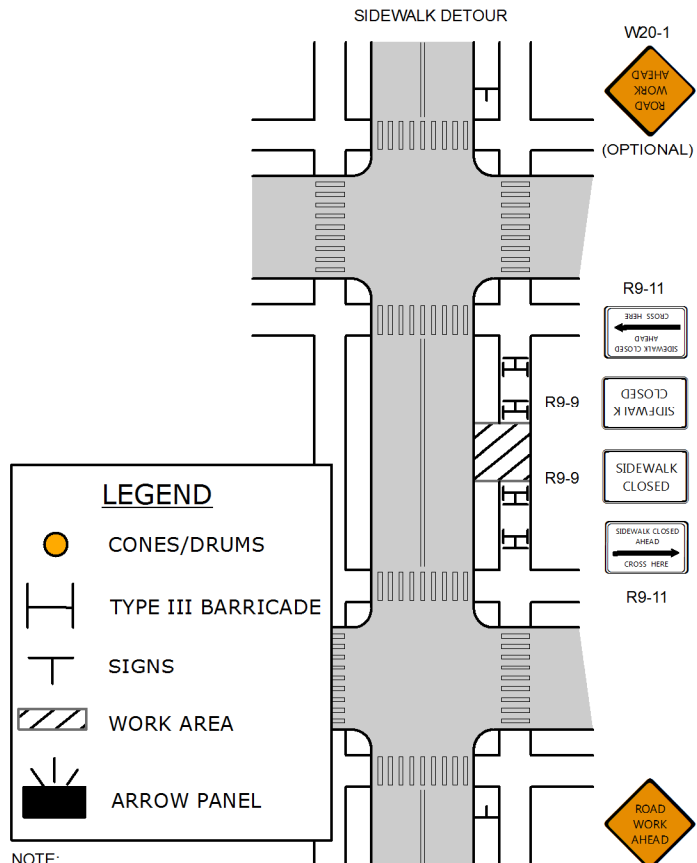 SIDEWALK DETOUR
W20-1
ROAD
WORK
AHEAD
(OPTIONAL)
R9-11
SIDEWALK CLOSED
AHEAD
CROSS HERE
R9-9
SIDEWALK
CLOSED
R9-9
SIDEWALK
CLOSED
SIDEWALK CLOSED
AHEAD
CROSS HERE
R9-11
LEGEND
CONES/DRUMS
TYPE III BARRICADE
SIGNS
WORK AREA
ARROW PANEL
ROAD
WORK
AHEAD
NOTE: